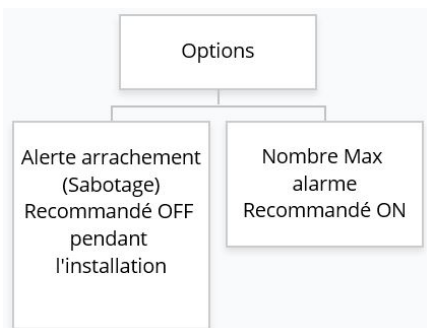 Options
Alerte arrachement
(Sabotage)
Recommandé OFF
pendant
l'installation
Nombre Max
alarme
Recommandé ON